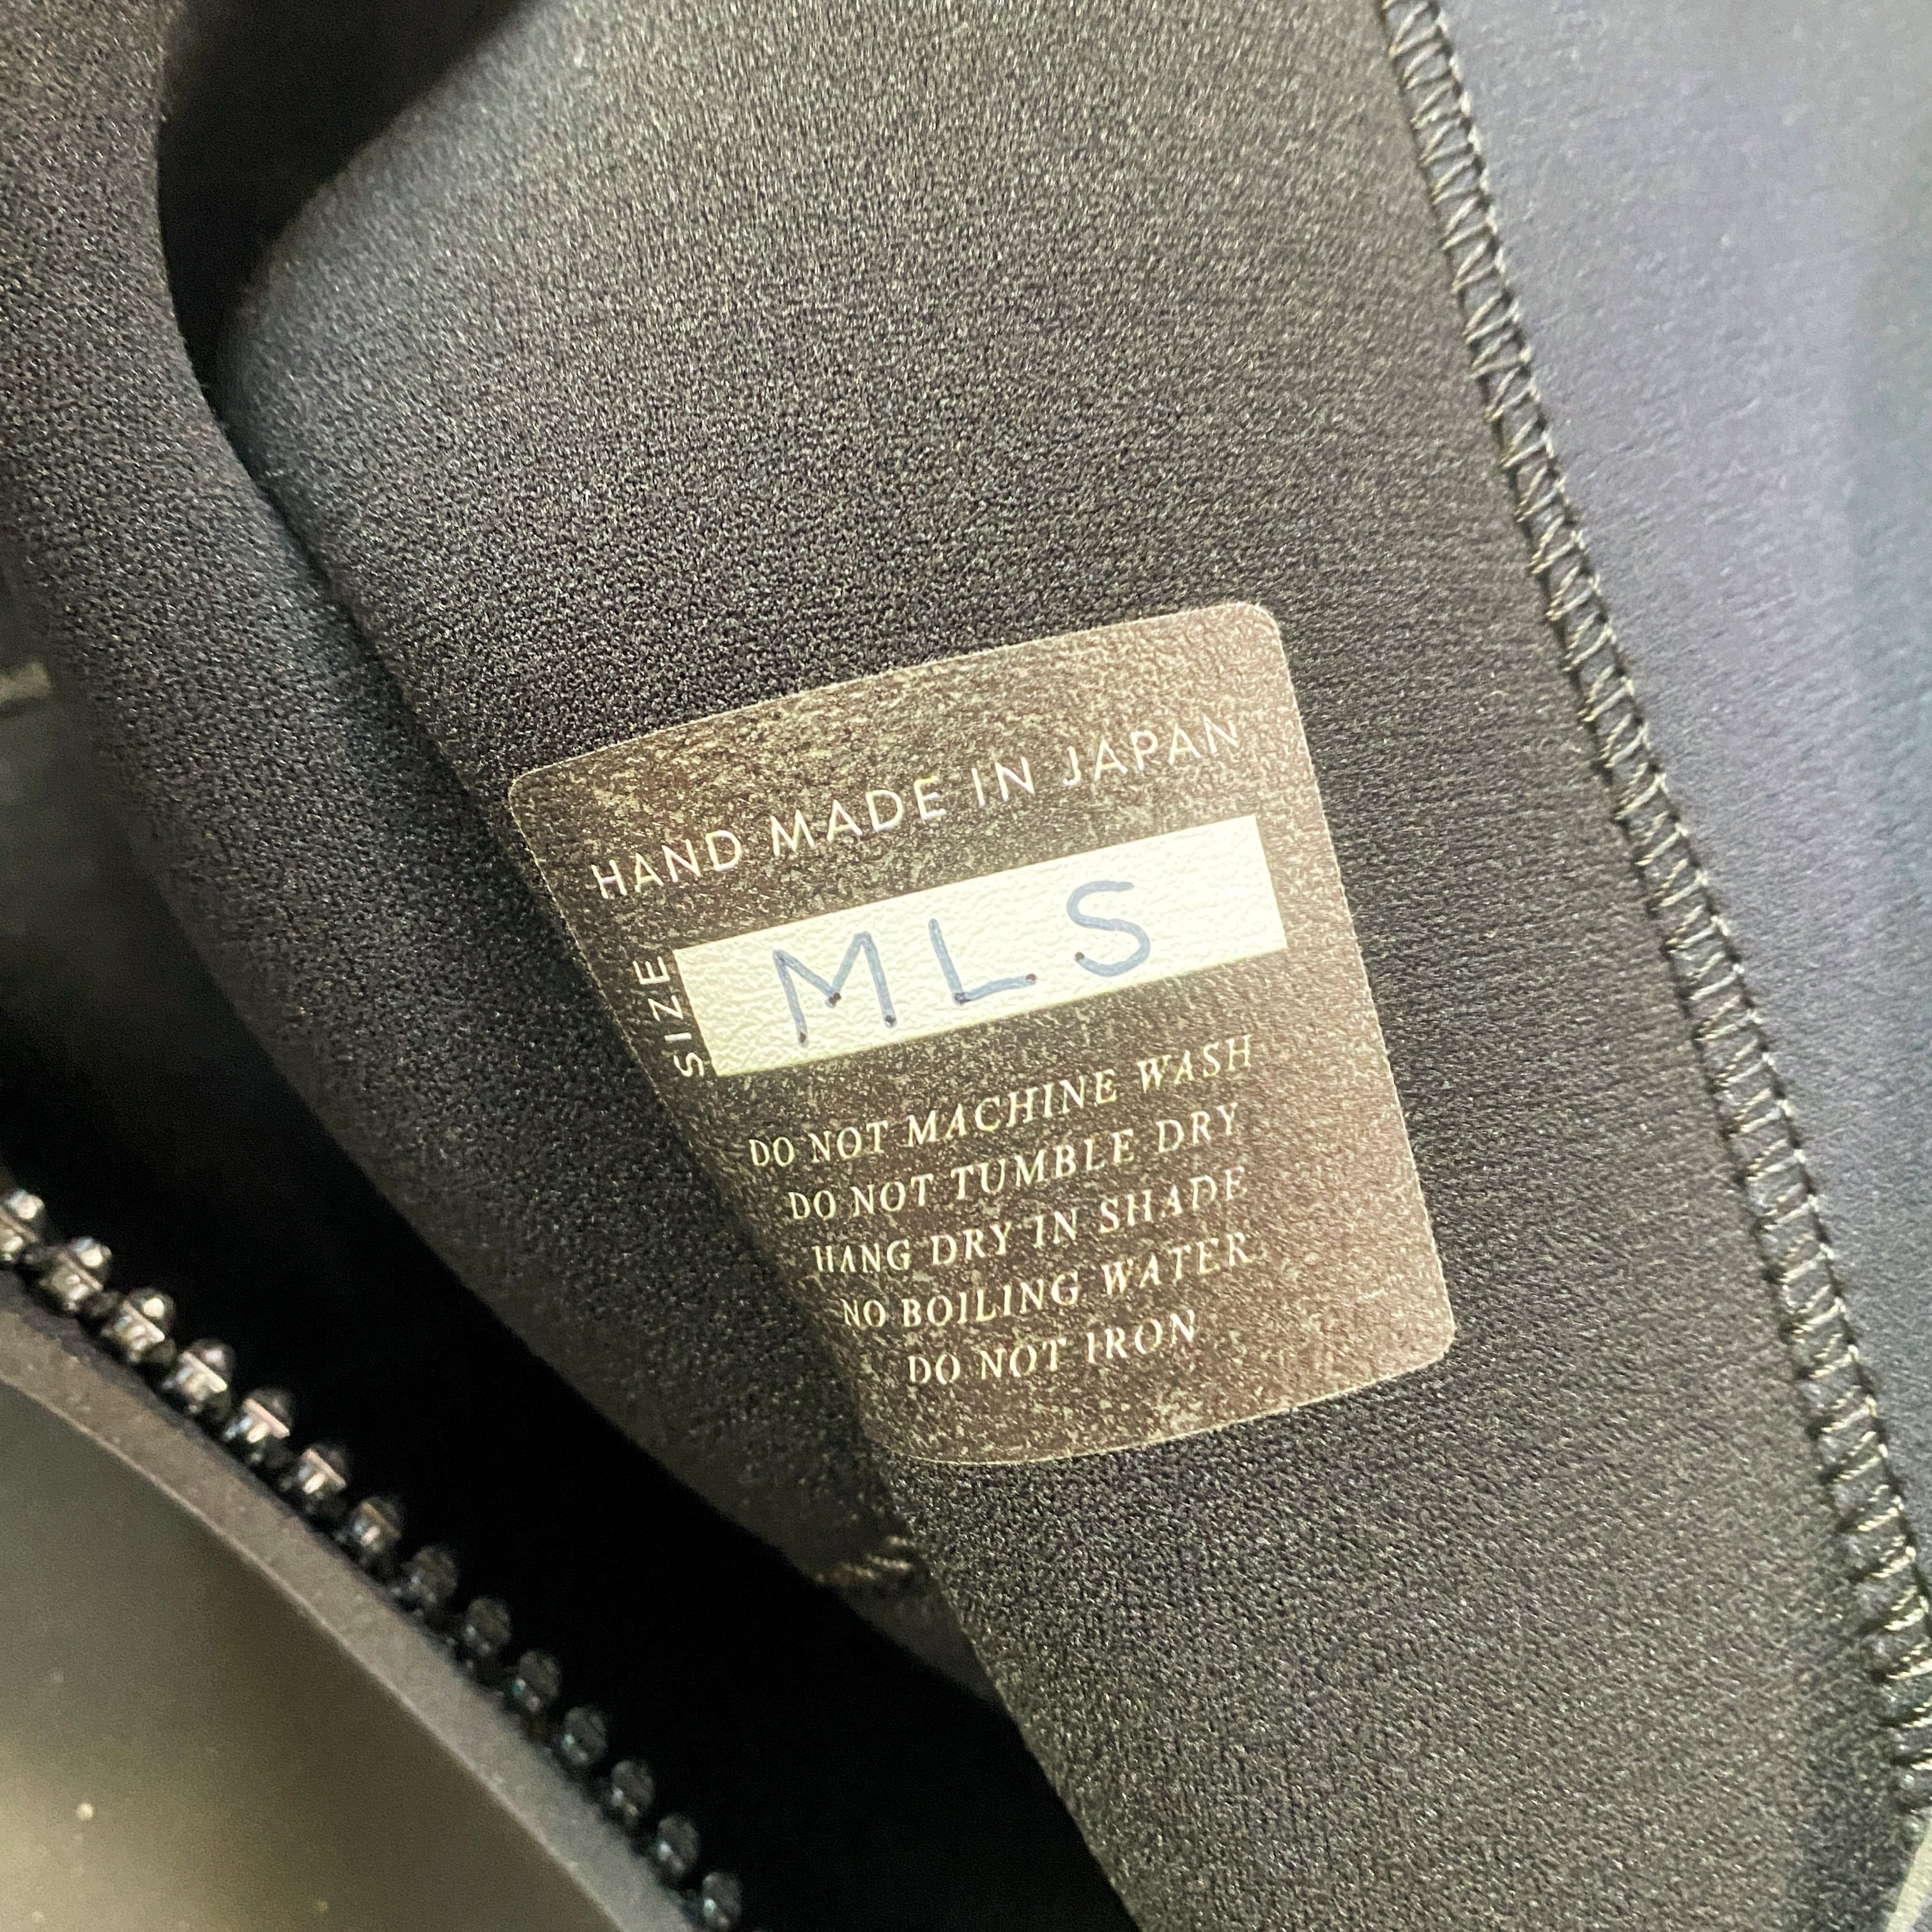 HAND MADE IN JAPAN
SIZE MLS
DO NOT MACHINE WASH
DO NOT TUMBLE DRY
HANG DRY IN SHADE
NO BOILING WATER
DO NOT IRON